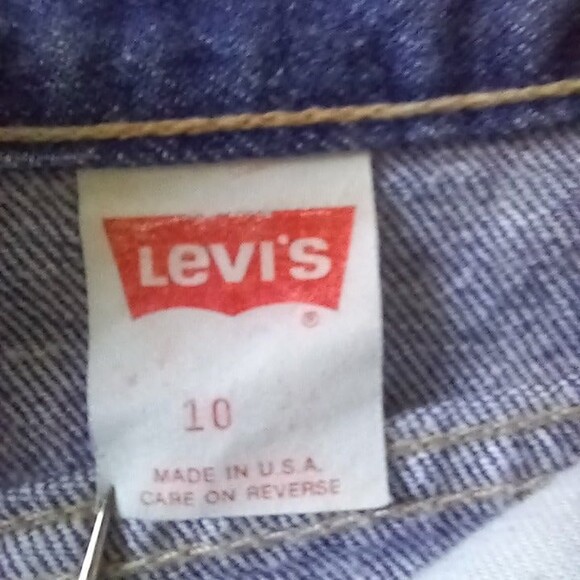 Levi's
®
10
MADE IN U.S.A.
CARE ON REVERSE